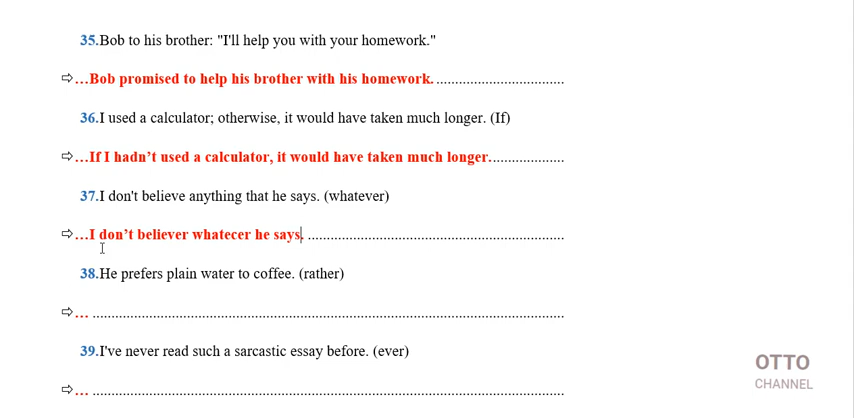 35.Bob to his brother: "I'll help you with your homework."
⇨...Bob promised to help his brother with his homework. ..................................
36.I used a calculator; otherwise, it would have taken much longer. (If)
⇨...If I hadn’t used a calculator, it would have taken much longer. ...................
37.I don't believe anything that he says. (whatever)
⇨...I don’t believer whatecer he says. ....................................................................
38.He prefers plain water to coffee. (rather)
⇨... .............................................................................................................................
39.I've never read such a sarcastic essay before. (ever)
⇨... .............................................................................................................................
OTTO
CHANNEL